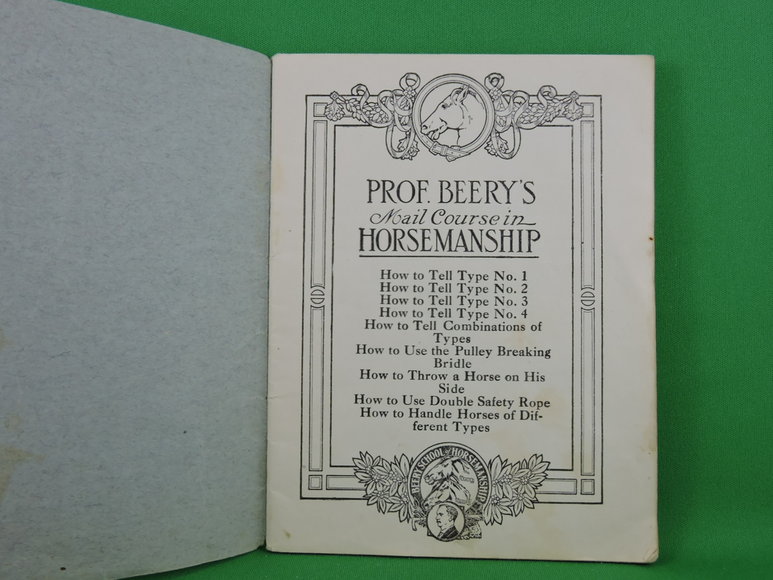 PROF. BEERY'S
Mail Course in
HORSEMANSHIP
How to Tell Type No. 1
How to Tell Type No. 2
How to Tell Type No. 3
How to Tell Type No. 4
How to Tell Combinations of
Types
How to Use the Pulley Breaking
Bridle
How to Throw a Horse on His
Side
How to Use Double Safety Rope
How to Handle Horses of Dif-
ferent Types
BEERY SCHOOL OF HORSEMANSHIP